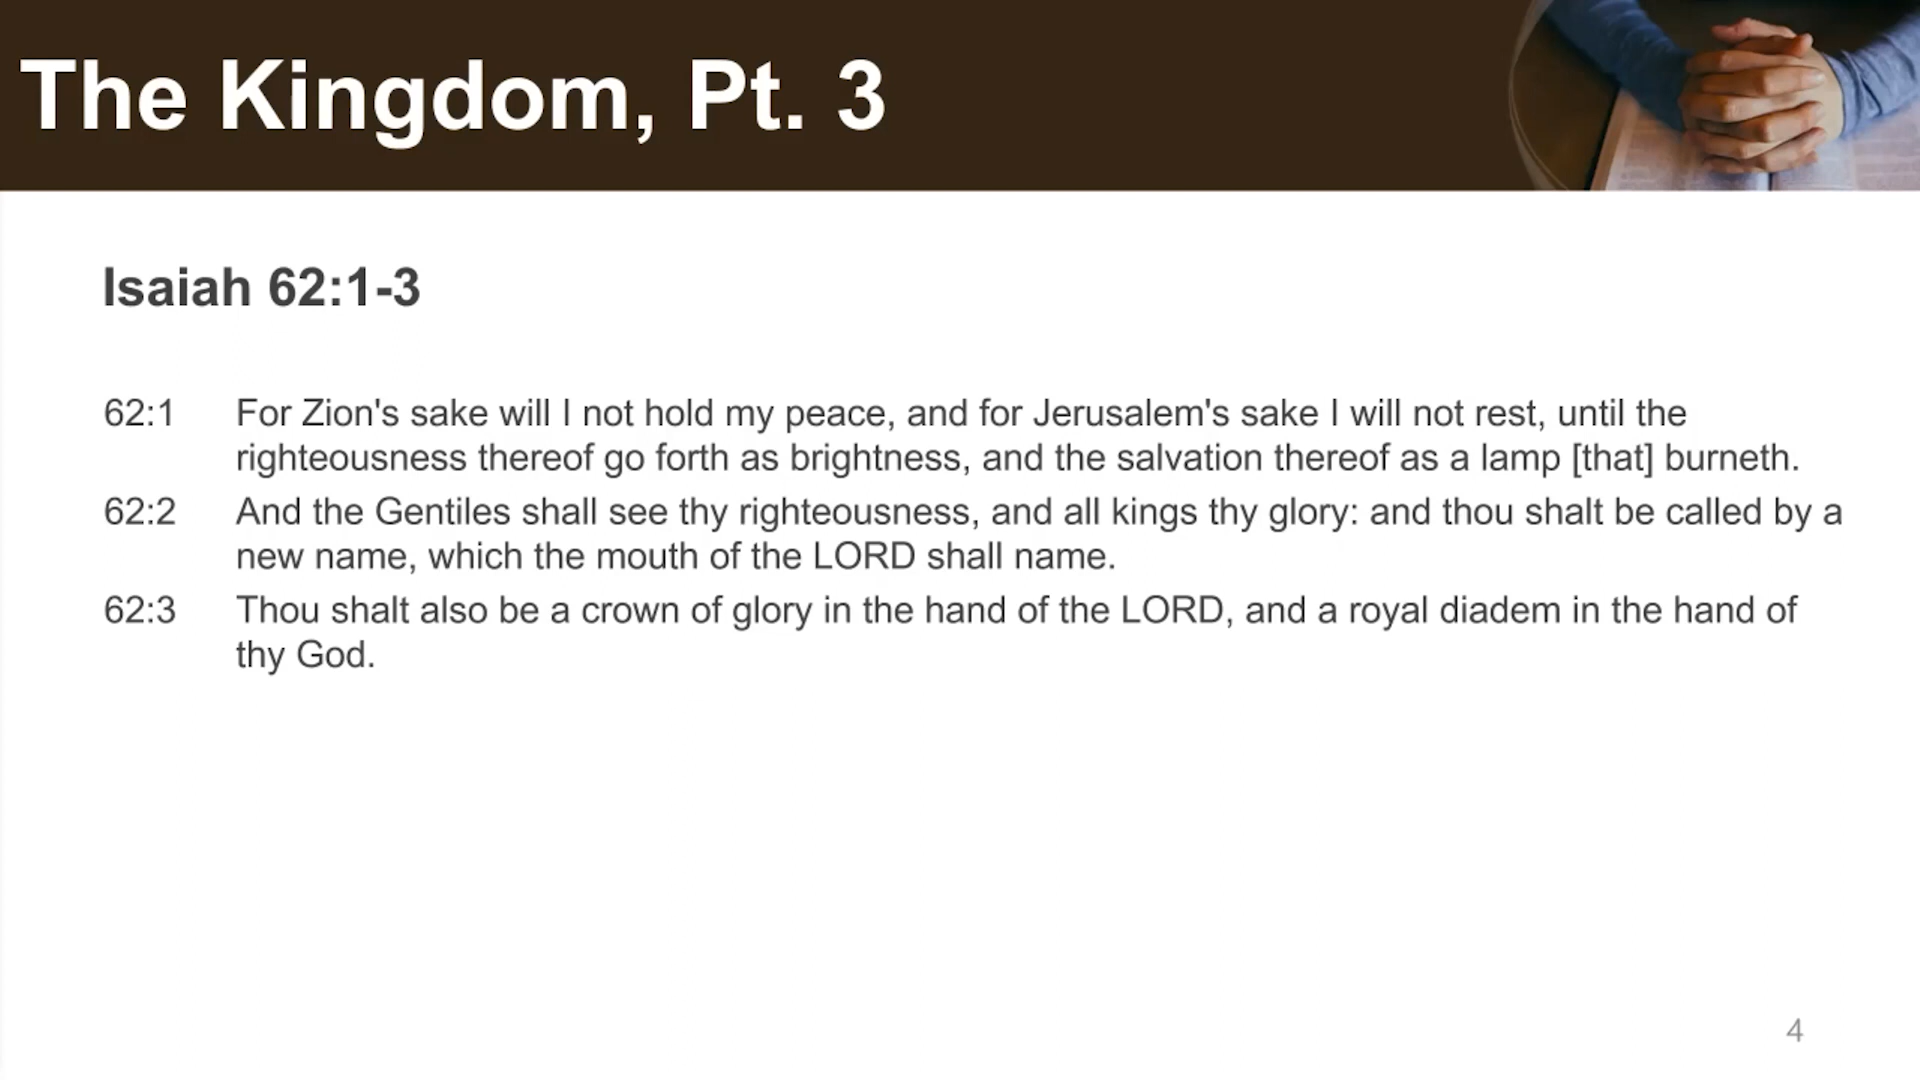 The Kingdom, Pt. 3
Isaiah 62:1-3
62:1 For Zion's sake will I not hold my peace, and for Jerusalem's sake I will not rest, until the
righteousness thereof go forth as brightness, and the salvation thereof as a lamp [that] burneth.
62:2 And the Gentiles shall see thy righteousness, and all kings thy glory: and thou shalt be called by a
new name, which the mouth of the LORD shall name.
62:3 Thou shalt also be a crown of glory in the hand of the LORD, and a royal diadem in the hand of
thy God.
4